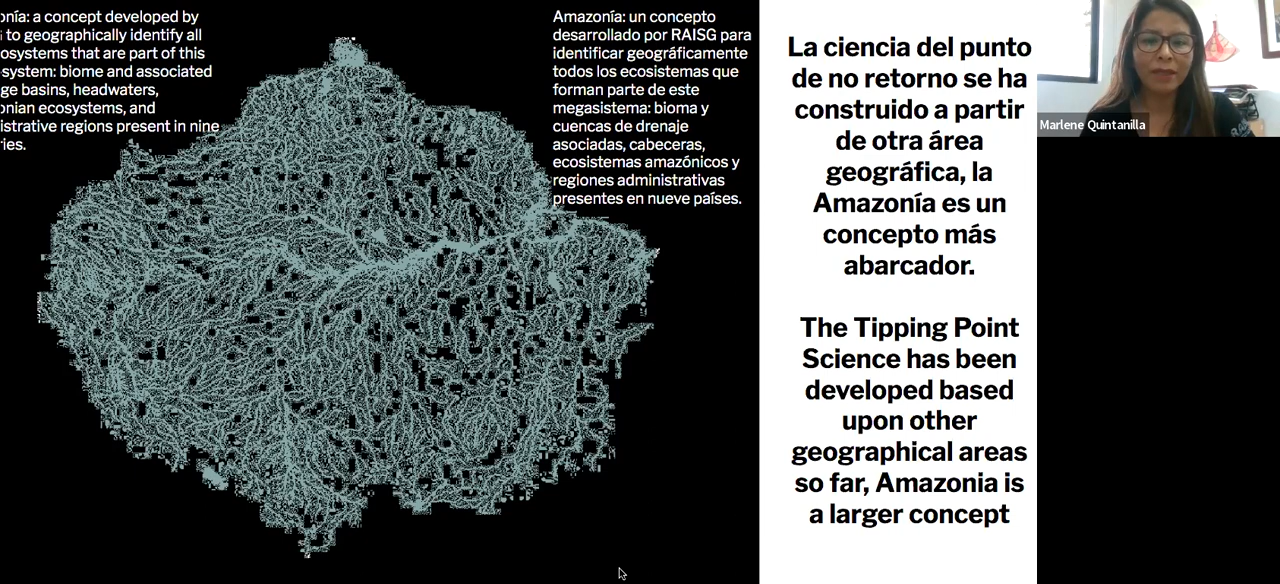 onía: a concept developed by
to geographically identify all
osystems that are part of this
system: biome and associated
ge basins, headwaters,
onian ecosystems, and
istrative regions present in nine
ries.
Amazonía: un concepto
desarrollado por RAISG para
identificar geográficamente
todos los ecosistemas que
forman parte de este
megasistema: bioma y
cuencas de drenaje
asociadas, cabeceras,
ecosistemas amazónicos y
regiones administrativas
presentes en nueve países.
La ciencia del punto
de no retorno se ha
construido a partir
de otra área
geográfica, la
Amazonía es un
concepto más
abarcador.
The Tipping Point
Science has been
developed based
upon other
geographical areas
so far, Amazonia is
a larger concept
Marlene Quintanilla